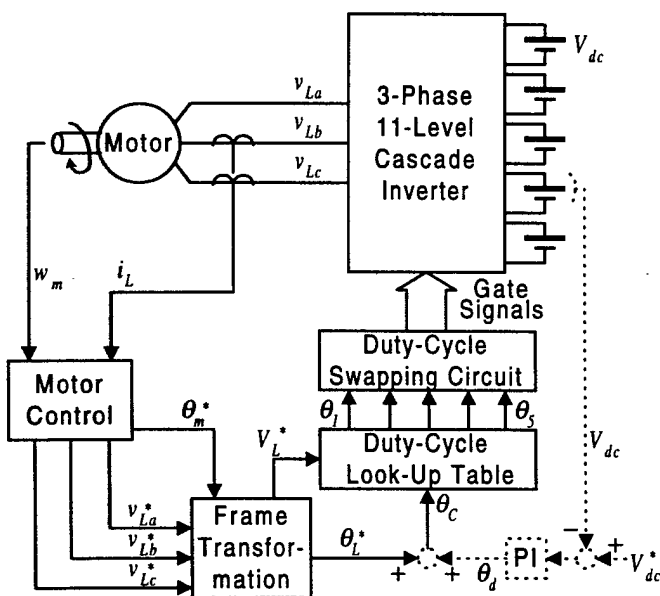 V_dc
v_La
v_Lb
v_Lc
3-Phase
11-Level
Cascade
Inverter
Motor
w_m
i_L
Gate
Signals
Duty-Cycle
Swapping Circuit
Motor
Control
θ_m*
V_L*
θ_1
θ_5
Duty-Cycle
Look-Up Table
V_dc
v_La*
v_Lb*
v_Lc*
Frame
Transfor-
mation
θ_L*
θ_C
+
+
θ_d
PI
−
+
V_dc*